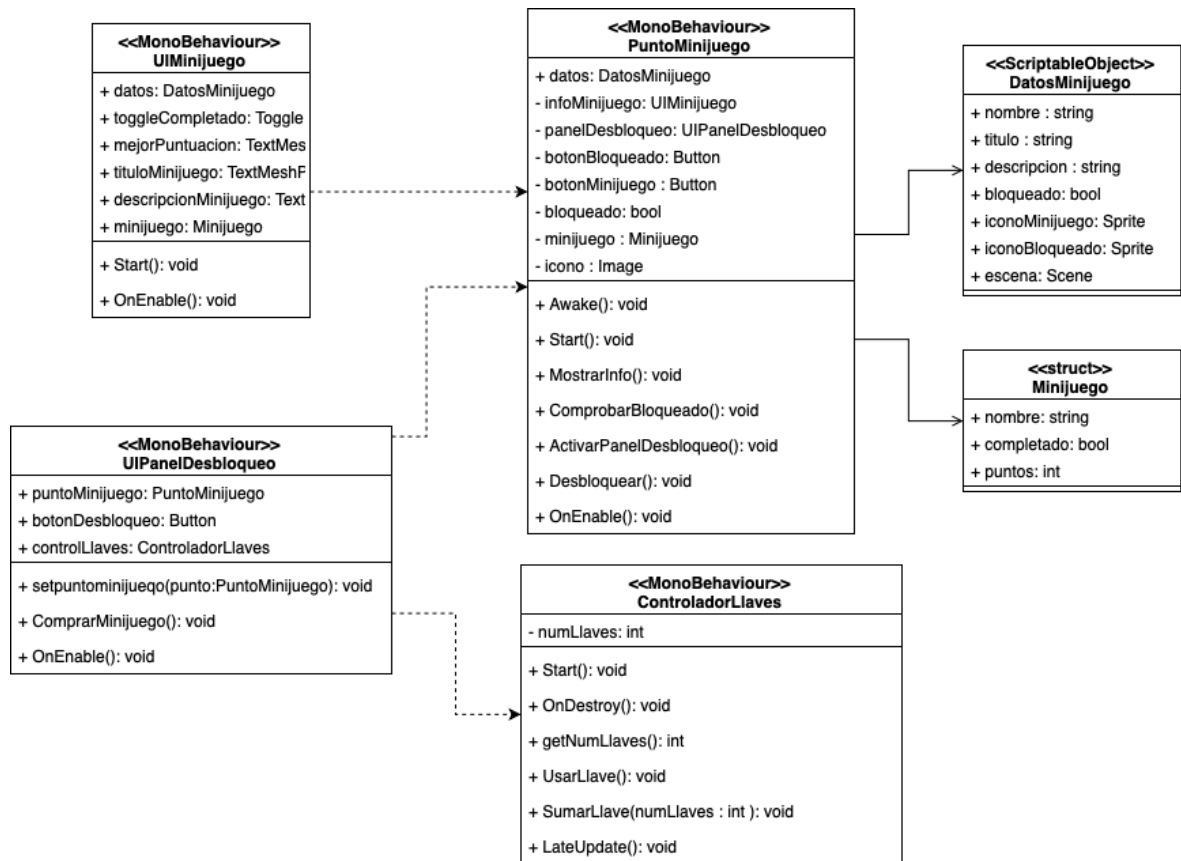 <<MonoBehaviour>>
UIMinijuego
+ datos: DatosMinijuego
+ toggleCompletado: Toggle
+ mejorPuntuacion: TextMes
+ tituloMinijuego: TextMeshF
+ descripcionMinijuego: Text
+ minijuego: Minijuego
+ Start(): void
+ OnEnable(): void
<<MonoBehaviour>>
PuntoMinijuego
+ datos: DatosMinijuego
- infoMinijuego: UIMinijuego
- panelDesbloqueo: UIPanelDesbloqueo
- botonBloqueado: Button
- botonMinijuego : Button
- bloqueado: bool
- minijuego : Minijuego
- icono : Image
+ Awake(): void
+ Start(): void
+ MostrarInfo(): void
+ ComprobarBloqueado(): void
+ ActivarPanelDesbloqueo(): void
+ Desbloquear(): void
+ OnEnable(): void
<<ScriptableObject>>
DatosMinijuego
+ nombre : string
+ titulo : string
+ descripcion : string
+ bloqueado: bool
+ iconoMinijuego: Sprite
+ iconoBloqueado: Sprite
+ escena: Scene
<<struct>>
Minijuego
+ nombre: string
+ completado: bool
+ puntos: int
<<MonoBehaviour>>
UIPanelDesbloqueo
+ puntoMinijuego: PuntoMinijuego
+ botonDesbloqueo: Button
+ controlLlaves: ControladorLlaves
+ setpuntominijueqo(punto:PuntoMinijuego): void
+ ComprarMinijuego(): void
+ OnEnable(): void
<<MonoBehaviour>>
ControladorLlaves
- numLlaves: int
+ Start(): void
+ OnDestroy(): void
+ getNumLlaves(): int
+ UsarLlave(): void
+ SumarLlave(numLlaves : int ): void
+ LateUpdate(): void